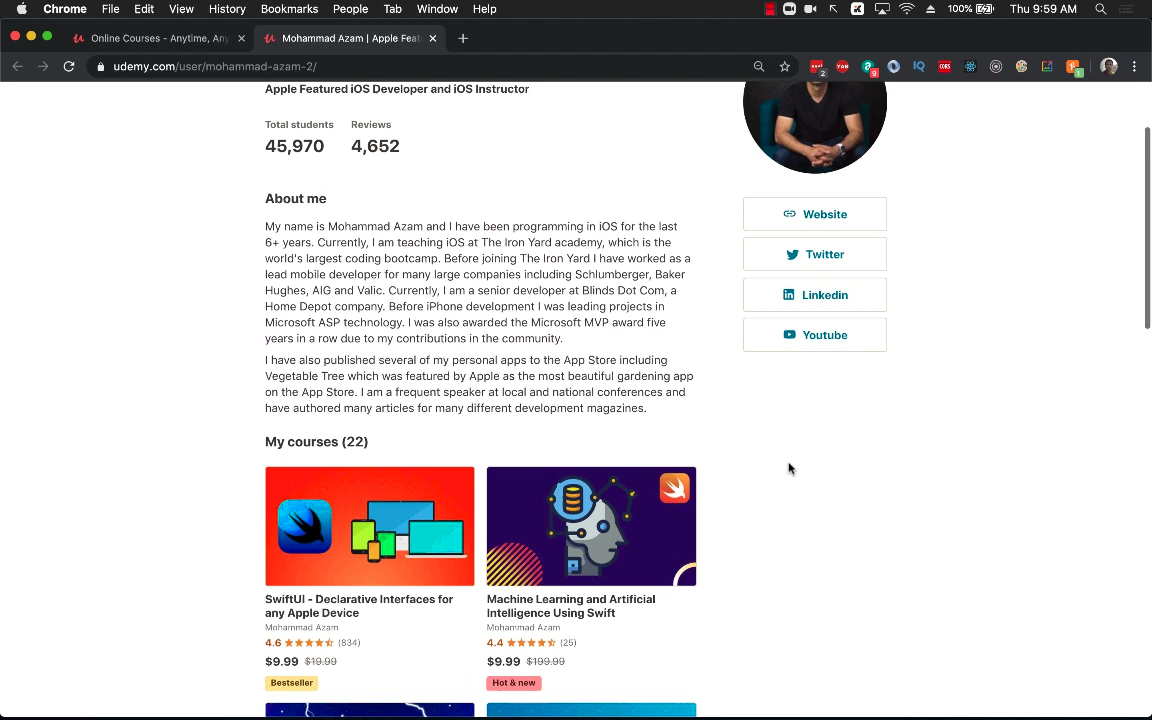 Chrome File Edit View History Bookmarks People Tab Window Help 100% Thu 9:59 AM
Online Courses - Anytime, Any
Mohammad Azam | Apple Feat
udemy.com/user/mohammad-azam-2/
Apple Featured iOS Developer and iOS Instructor
Total students Reviews
45,970 4,652
About me
My name is Mohammad Azam and I have been programming in iOS for the last
6+ years. Currently, I am teaching iOS at The Iron Yard academy, which is the
world's largest coding bootcamp. Before joining The Iron Yard I have worked as a
lead mobile developer for many large companies including Schlumberger, Baker
Hughes, AIG and Valic. Currently, I am a senior developer at Blinds Dot Com, a
Home Depot company. Before iPhone development I was leading projects in
Microsoft ASP technology. I was also awarded the Microsoft MVP award five
years in a row due to my contributions in the community.
I have also published several of my personal apps to the App Store including
Vegetable Tree which was featured by Apple as the most beautiful gardening app
on the App Store. I am a frequent speaker at local and national conferences and
have authored many articles for many different development magazines.
Website
Twitter
Linkedin
Youtube
My courses (22)
SwiftUI - Declarative Interfaces for
any Apple Device
Mohammad Azam
4.6 (834)
$9.99 $19.99
Bestseller
Machine Learning and Artificial
Intelligence Using Swift
Mohammad Azam
4.4 (25)
$9.99 $199.99
Hot & new